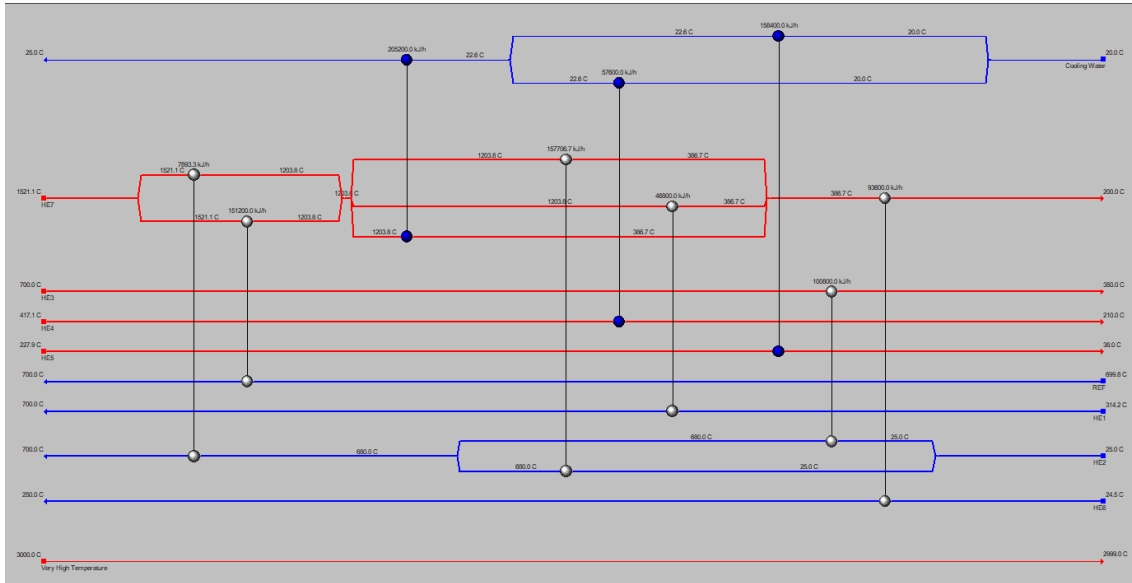 158400.0 kJ/h
22.6 C
20.0 C
205200.0 kJ/h
25.0 C
22.6 C
20.0 C
Cooling Water
57600.0 kJ/h
22.6 C
20.0 C
157706.7 kJ/h
1203.8 C
386.7 C
7893.3 kJ/h
1521.1 C
1203.8 C
1521.1 C
HE7
1203.8 C
46800.0 kJ/h
93600.0 kJ/h
386.7 C
200.0 C
1203.8 C
386.7 C
151200.0 kJ/h
1521.1 C
1203.8 C
1203.8 C
386.7 C
700.0 C
HE3
100800.0 kJ/h
350.0 C
417.1 C
HE4
210.0 C
227.9 C
HE5
38.0 C
700.0 C
699.8 C
REF
700.0 C
314.2 C
HE1
680.0 C
25.0 C
700.0 C
680.0 C
25.0 C
HE2
680.0 C
25.0 C
250.0 C
24.5 C
3000.0 C
Very High Temperature
2999.0 C